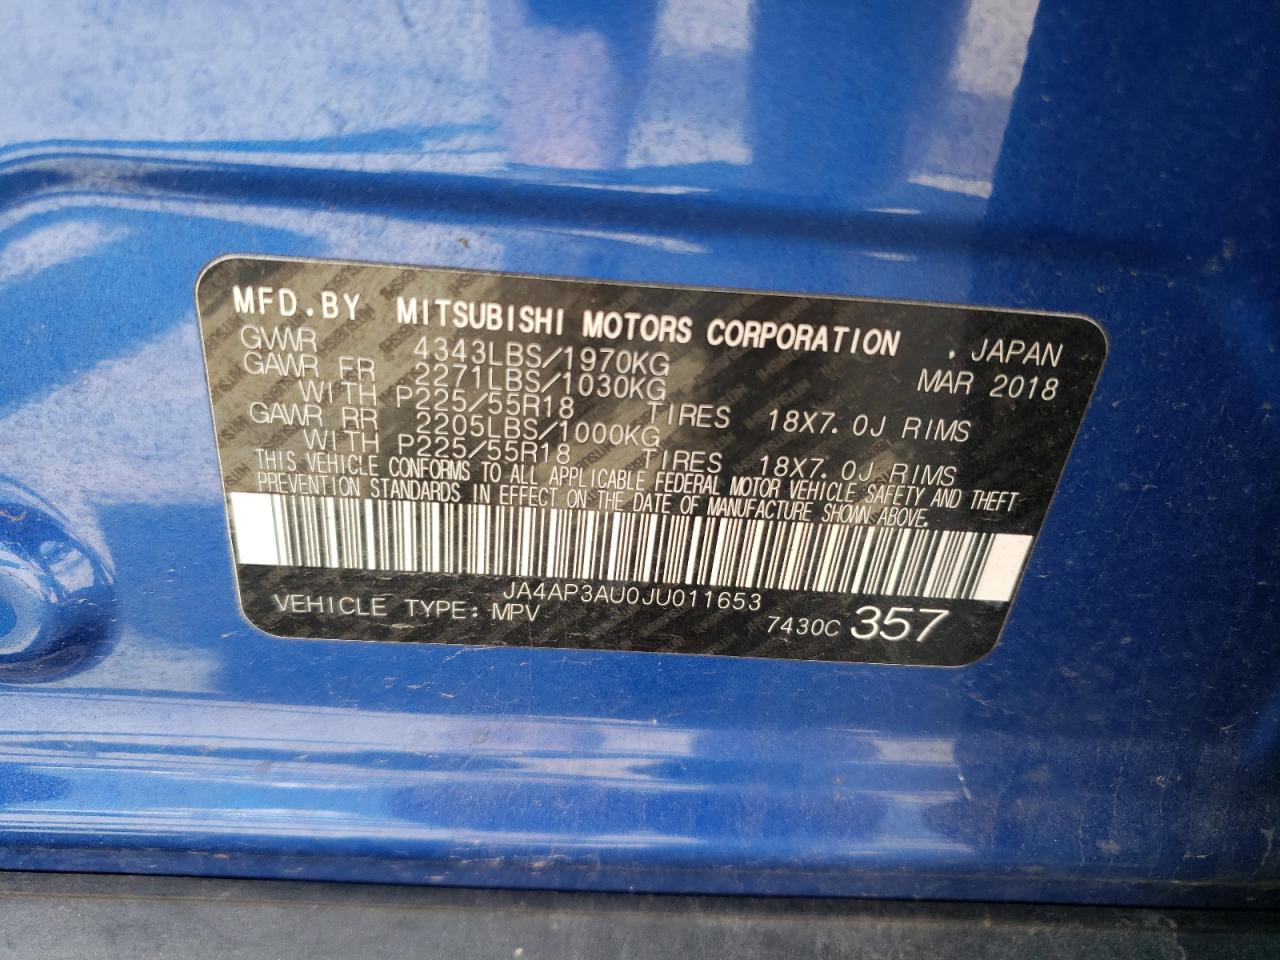 MFD.BY MITSUBISHI MOTORS CORPORATION . JAPAN
GVWR 4343LBS/1970KG MAR 2018
GAWR FR 2271LBS/1030KG
WITH P225/55R18 TIRES 18X7.0J RIMS
GAWR RR 2205LBS/1000KG
WITH P225/55R18 TIRES 18X7.0J RIMS
THIS VEHICLE CONFORMS TO ALL APPLICABLE FEDERAL MOTOR VEHICLE SAFETY AND THEFT
PREVENTION STANDARDS IN EFFECT ON THE DATE OF MANUFACTURE SHOWN ABOVE.
JA4AP3AU0JU011653
VEHICLE TYPE: MPV 7430C 357